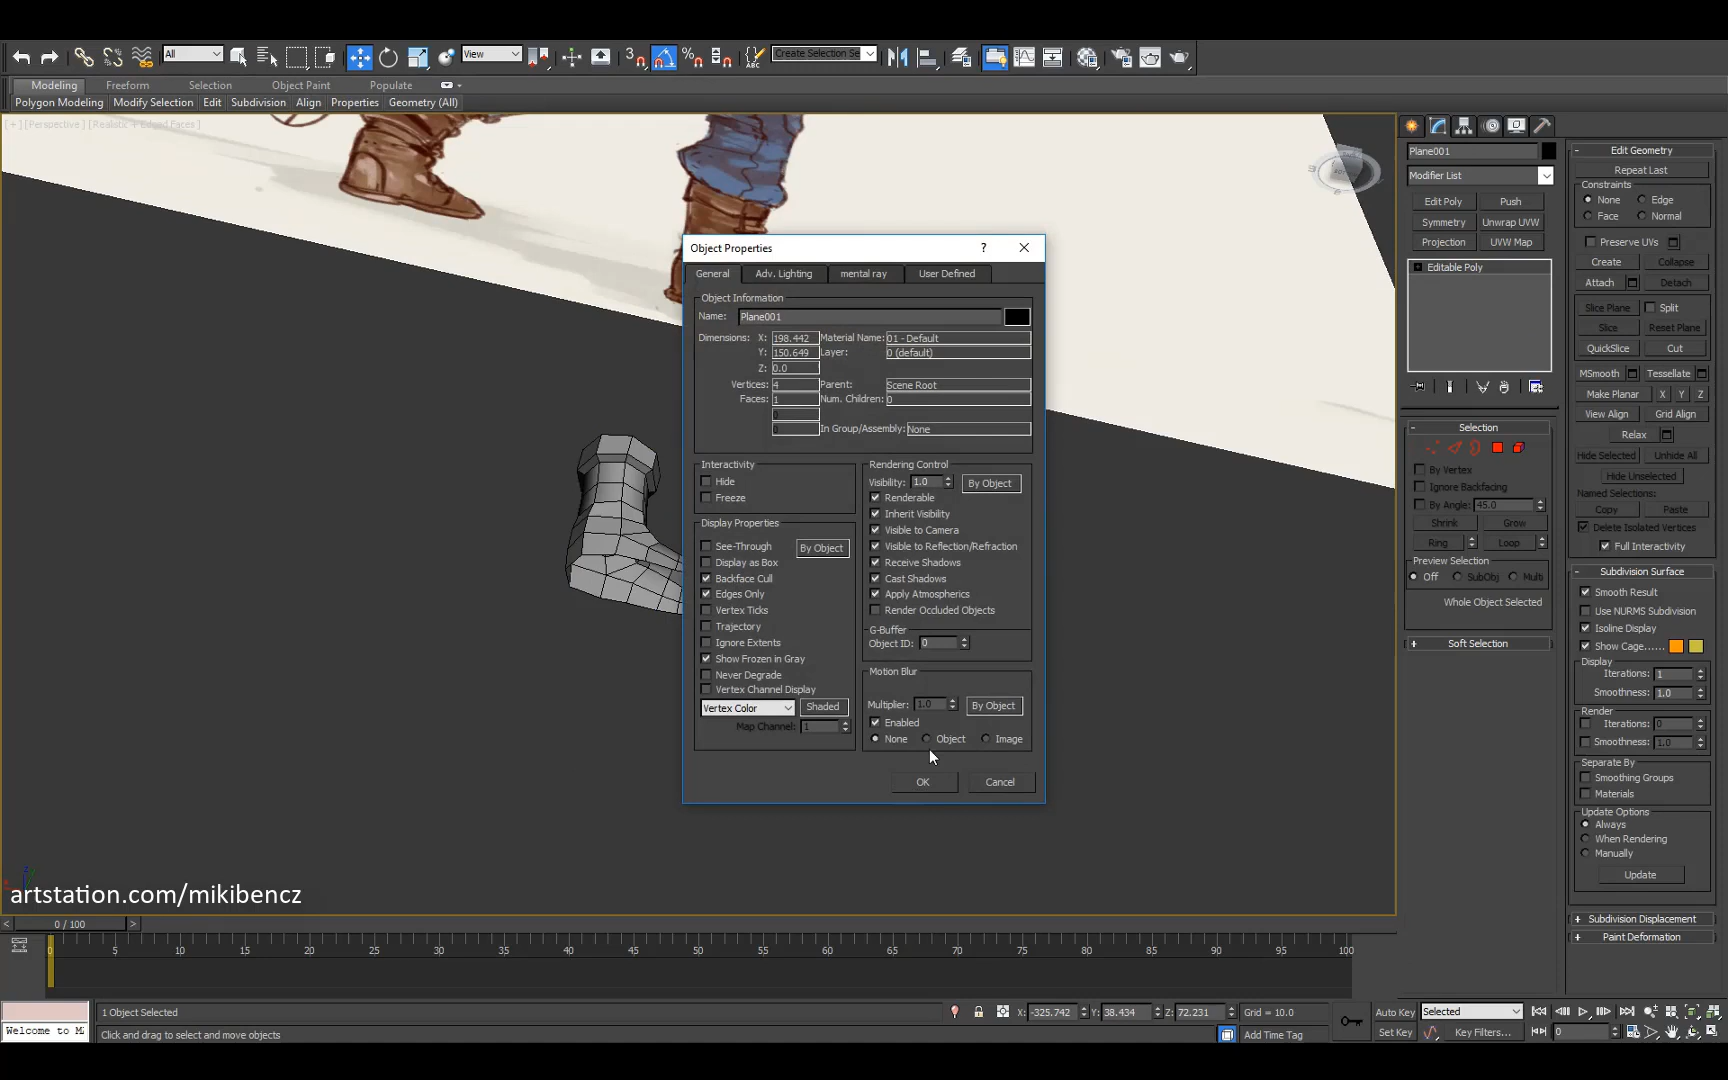 All
View
Create Selection Se
Modeling Freeform Selection Object Paint Populate
Polygon Modeling Modify Selection Edit Subdivision Align Properties Geometry (All)
[+] [Perspective] [Realistic + Edged Faces]
Object Properties
? ×
General Adv. Lighting mental ray User Defined
Object Information
Name: Plane001
Dimensions: X: 198.442 Material Name: 01 - Default
Y: 150.649 Layer: 0 (default)
Z: 0.0
Vertices: 4 Parent: Scene Root
Faces: 1 Num. Children: 0
0
0 In Group/Assembly: None
Interactivity
Hide
Freeze
Display Properties
See-Through By Object
Display as Box
Backface Cull
Edges Only
Vertex Ticks
Trajectory
Ignore Extents
Show Frozen in Gray
Never Degrade
Vertex Channel Display
Vertex Color Shaded
Map Channel: 1
Rendering Control
Visibility: 1.0 By Object
Renderable
Inherit Visibility
Visible to Camera
Visible to Reflection/Refraction
Receive Shadows
Cast Shadows
Apply Atmospherics
Render Occluded Objects
G-Buffer
Object ID: 0
Motion Blur
Multiplier: 1.0 By Object
Enabled
None Object Image
OK Cancel
Plane001
Modifier List
Edit Poly Push
Symmetry Unwrap UVW
Projection UVW Map
Editable Poly
Selection
By Vertex
Ignore Backfacing
By Angle: 45.0
Shrink Grow
Ring Loop
Preview Selection
Off SubObj Multi
Whole Object Selected
Soft Selection
Edit Geometry
Repeat Last
Constraints
None Edge
Face Normal
Preserve UVs
Create Collapse
Attach Detach
Slice Plane Split
Slice Reset Plane
QuickSlice Cut
MSmooth Tessellate
Make Planar X Y Z
View Align Grid Align
Relax
Hide Selected Unhide All
Hide Unselected
Named Selections:
Copy Paste
Delete Isolated Vertices
Full Interactivity
Subdivision Surface
Smooth Result
Use NURMS Subdivision
Isoline Display
Show Cage......
Display
Iterations: 1
Smoothness: 1.0
Render
Iterations: 0
Smoothness: 1.0
Separate By
Smoothing Groups
Materials
Update Options
Always
When Rendering
Manually
Update
Subdivision Displacement
Paint Deformation
artstation.com/mikibencz
< 0 / 100 >
0 5 10 15 20 25 30 35 40 45 50 55 60 65 70 75 80 85 90 95 100
1 Object Selected
X: -325.742 Y: 38.434 Z: 72.231 Grid = 10.0
Auto Key Selected
Welcome to M
Click and drag to select and move objects
Add Time Tag
Set Key Key Filters... 0